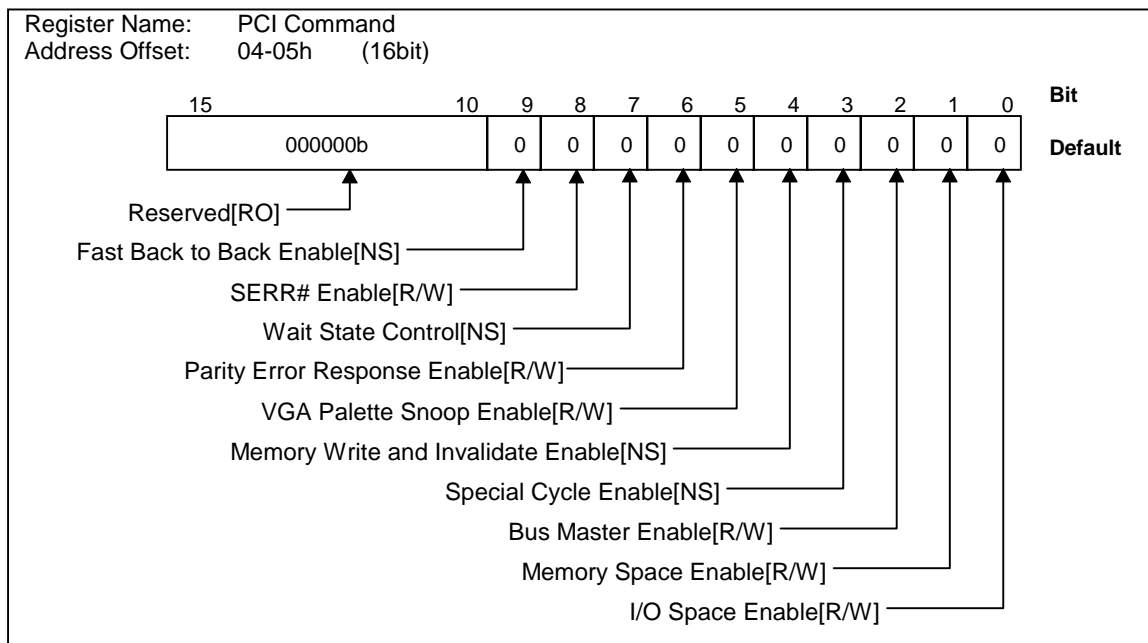 Register Name: PCI Command
Address Offset: 04-05h (16bit)
15 10 9 8 7 6 5 4 3 2 1 0 Bit
000000b 0 0 0 0 0 0 0 0 0 0 Default
Reserved[RO]
Fast Back to Back Enable[NS]
SERR# Enable[R/W]
Wait State Control[NS]
Parity Error Response Enable[R/W]
VGA Palette Snoop Enable[R/W]
Memory Write and Invalidate Enable[NS]
Special Cycle Enable[NS]
Bus Master Enable[R/W]
Memory Space Enable[R/W]
I/O Space Enable[R/W]